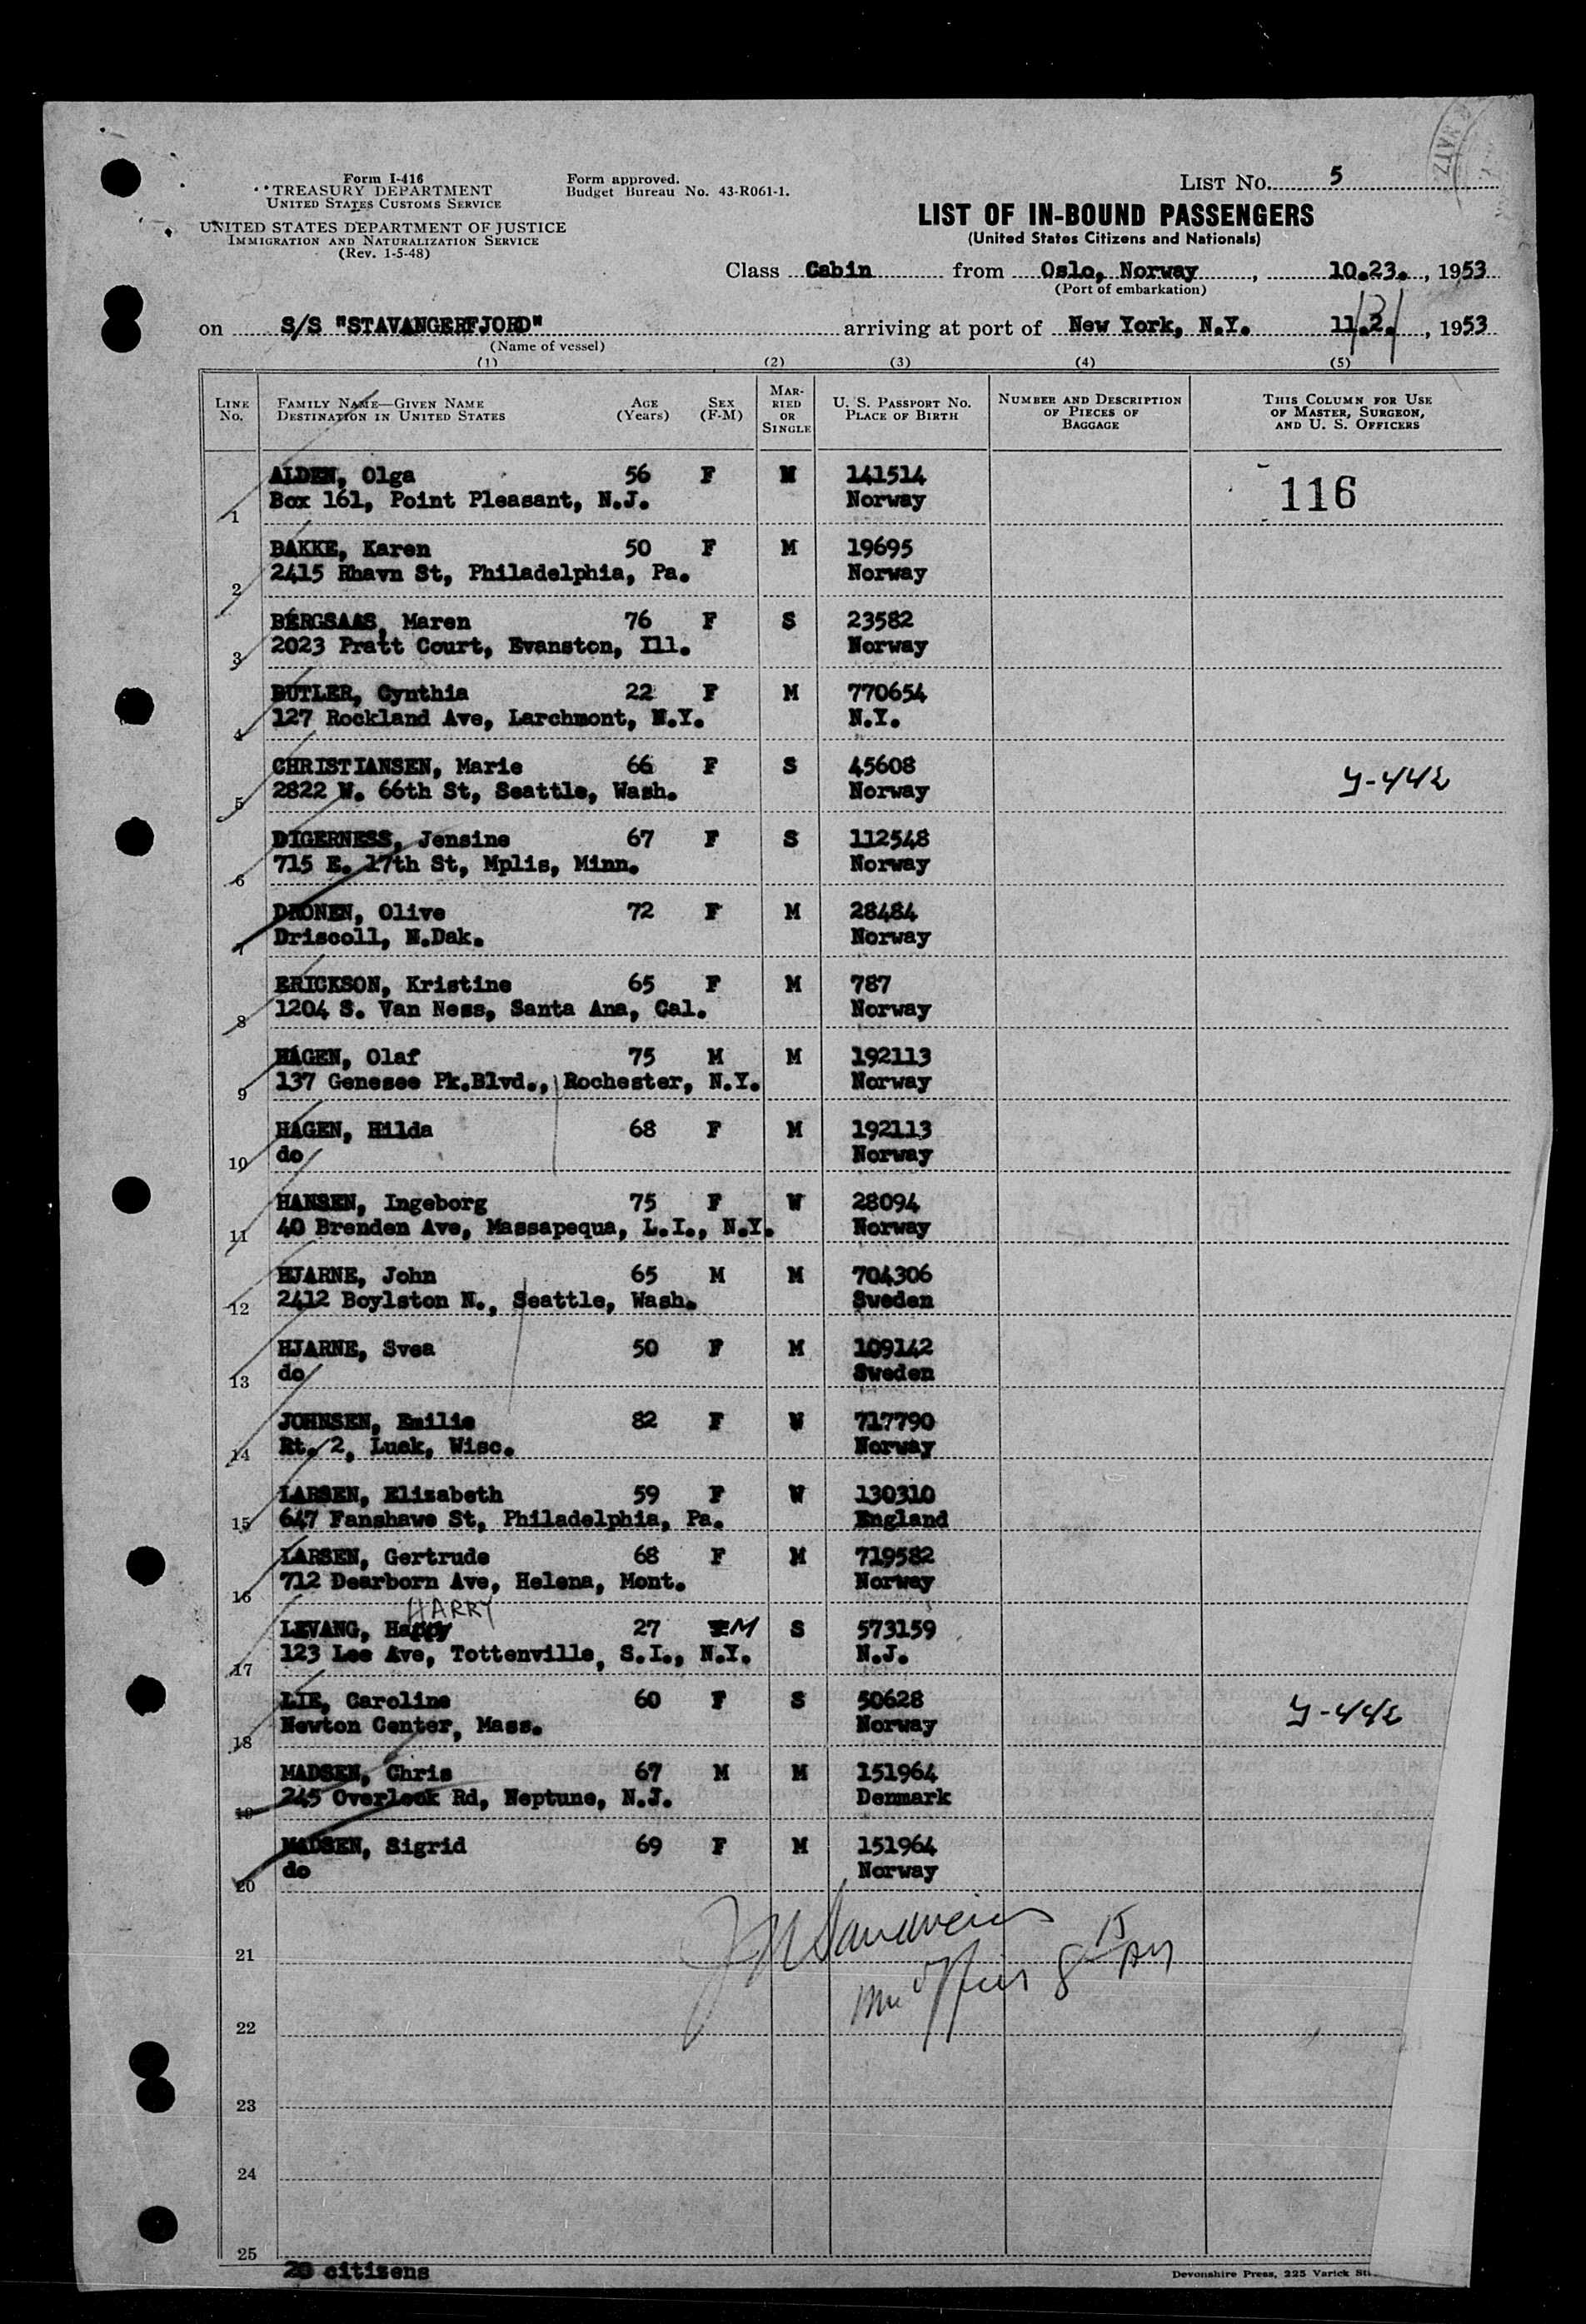 Form I-416
TREASURY DEPARTMENT
UNITED STATES CUSTOMS SERVICE
UNITED STATES DEPARTMENT OF JUSTICE
IMMIGRATION AND NATURALIZATION SERVICE
(Rev. 1-5-48)
Form approved.
Budget Bureau No. 43-R061-1.
LIST NO. 5
LIST OF IN-BOUND PASSENGERS
(United States Citizens and Nationals)
Class Cabin from Oslo, Norway, 10.23., 1953
(Port of embarkation)
on S/S "STAVANGERFJORD" arriving at port of New York, N.Y. 11.2., 1953
(Name of vessel)
(1) (2) (3) (4) (5)
LINE NO. FAMILY NAME—GIVEN NAME DESTINATION IN UNITED STATES AGE (Years) SEX (F-M) MARRIED OR SINGLE U. S. PASSPORT NO. PLACE OF BIRTH NUMBER AND DESCRIPTION OF PIECES OF BAGGAGE THIS COLUMN FOR USE OF MASTER, SURGEON, AND U. S. OFFICERS
ALDEN, Olga 56 F M 141514 116
1 Box 161, Point Pleasant, N.J. Norway
BAKKE, Karen 50 F M 19695
2 2415 Rhavn St, Philadelphia, Pa. Norway
BERGSAAS, Maren 76 F S 23582
3 2023 Pratt Court, Evanston, Ill. Norway
BUTLER, Cynthia 22 F M 770654
4 127 Rockland Ave, Larchmont, N.Y. N.Y.
CHRISTIANSEN, Marie 66 F S 45608
5 2822 W. 66th St, Seattle, Wash. Norway
DIGERNESS, Jensine 67 F S 112548
6 715 E. 17th St, Mplis, Minn. Norway
DRONEN, Olive 72 F M 28484
7 Driscoll, N.Dak. Norway
ERICKSON, Kristine 65 F M 787
8 1204 S. Van Ness, Santa Ana, Cal. Norway
HAGEN, Olaf 75 M M 192113
9 137 Genesee Pk.Blvd., Rochester, N.Y. Norway
HAGEN, Hilda 68 F M 192113
10 do Norway
HANSEN, Ingeborg 75 F W 28094
11 40 Brenden Ave, Massapequa, L.I., N.Y. Norway
HJARNE, John 65 M M 704306
12 2412 Boylston N., Seattle, Wash. Sweden
HJARNE, Svea 50 F M 109142
13 do Sweden
JOHNSEN, Emilie 82 F W 717790
14 Rt. 2, Luck, Wisc. Norway
LARSEN, Elizabeth 59 F W 130310
15 647 Fanshawe St, Philadelphia, Pa. England
LARSEN, Gertrude 68 F M 719582
16 712 Dearborn Ave, Helena, Mont. Norway
HARRY
LEVANG, Happy 27 M S 573159
17 123 Lee Ave, Tottenville, S.I., N.Y. N.J.
LIE, Caroline 60 F S 50628
18 Newton Center, Mass. Norway
MADSEN, Chris 67 M M 151964
19 245 Overlook Rd, Neptune, N.J. Denmark
MADSEN, Sigrid 69 F M 151964
20 do Norway
21
22
23
24
25
20 citizens
Devonshire Press, 225 Varick